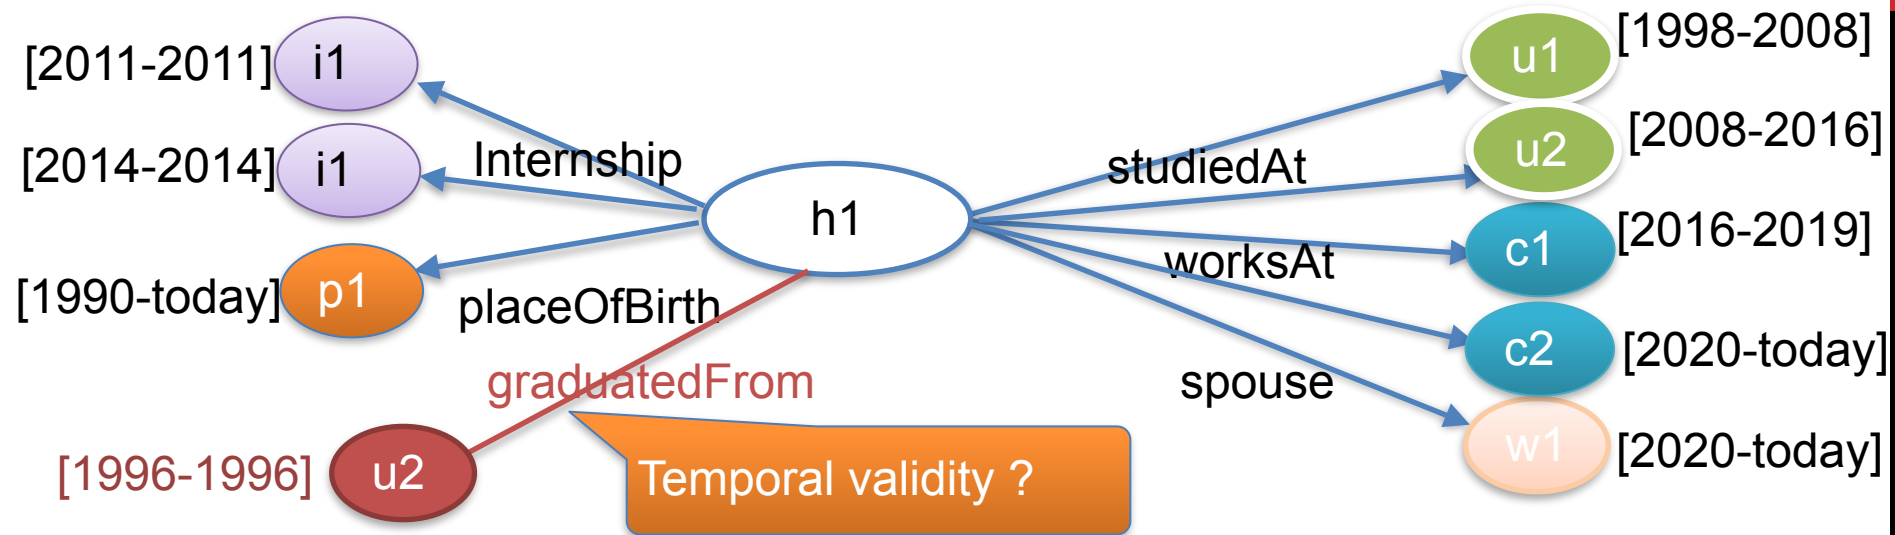 [2011-2011]
i1
[2014-2014]
i1
Internship
[1990-today]
p1
placeOfBirth
graduatedFrom
[1996-1996]
u2
Temporal validity ?
h1
studiedAt
worksAt
spouse
u1
[1998-2008]
u2
[2008-2016]
c1
[2016-2019]
c2
[2020-today]
w1
[2020-today]